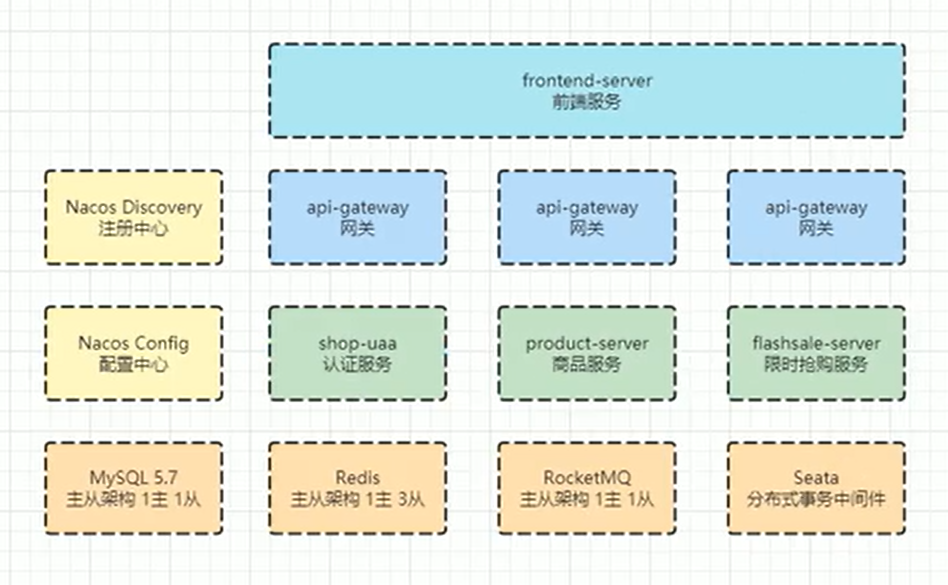 frontend-server
前端服务
Nacos Discovery
注册中心
api-gateway
网关
api-gateway
网关
api-gateway
网关
Nacos Config
配置中心
shop-uaa
认证服务
product-server
商品服务
flashsale-server
限时抢购服务
MySQL 5.7
主从架构 1主 1从
Redis
主从架构 1主 3从
RocketMQ
主从架构 1主 1从
Seata
分布式事务中间件